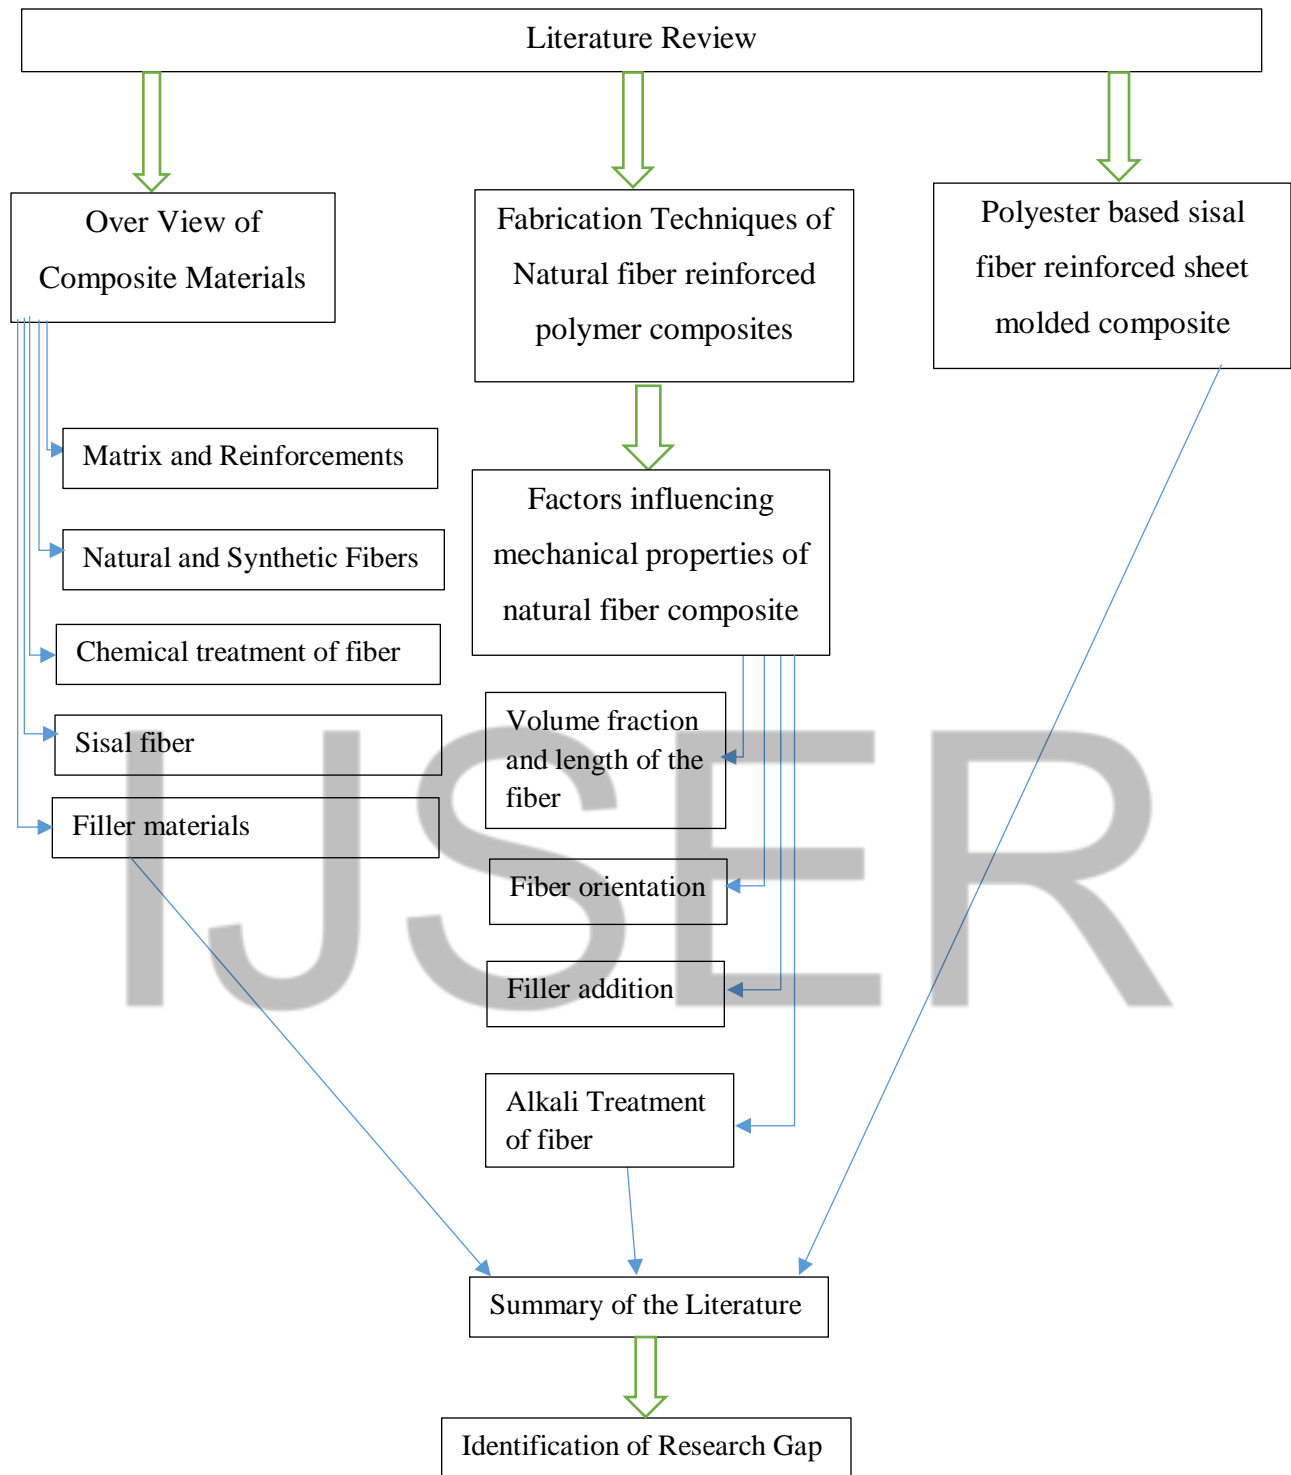 Literature Review
Over View of
Composite Materials
Matrix and Reinforcements
Natural and Synthetic Fibers
Chemical treatment of fiber
Sisal fiber
Filler materials
Fabrication Techniques of
Natural fiber reinforced
polymer composites
Factors influencing
mechanical properties of
natural fiber composite
Volume fraction
and length of the
fiber
Fiber orientation
Filler addition
Alkali Treatment
of fiber
Polyester based sisal
fiber reinforced sheet
molded composite
Summary of the Literature
Identification of Research Gap
IJSER